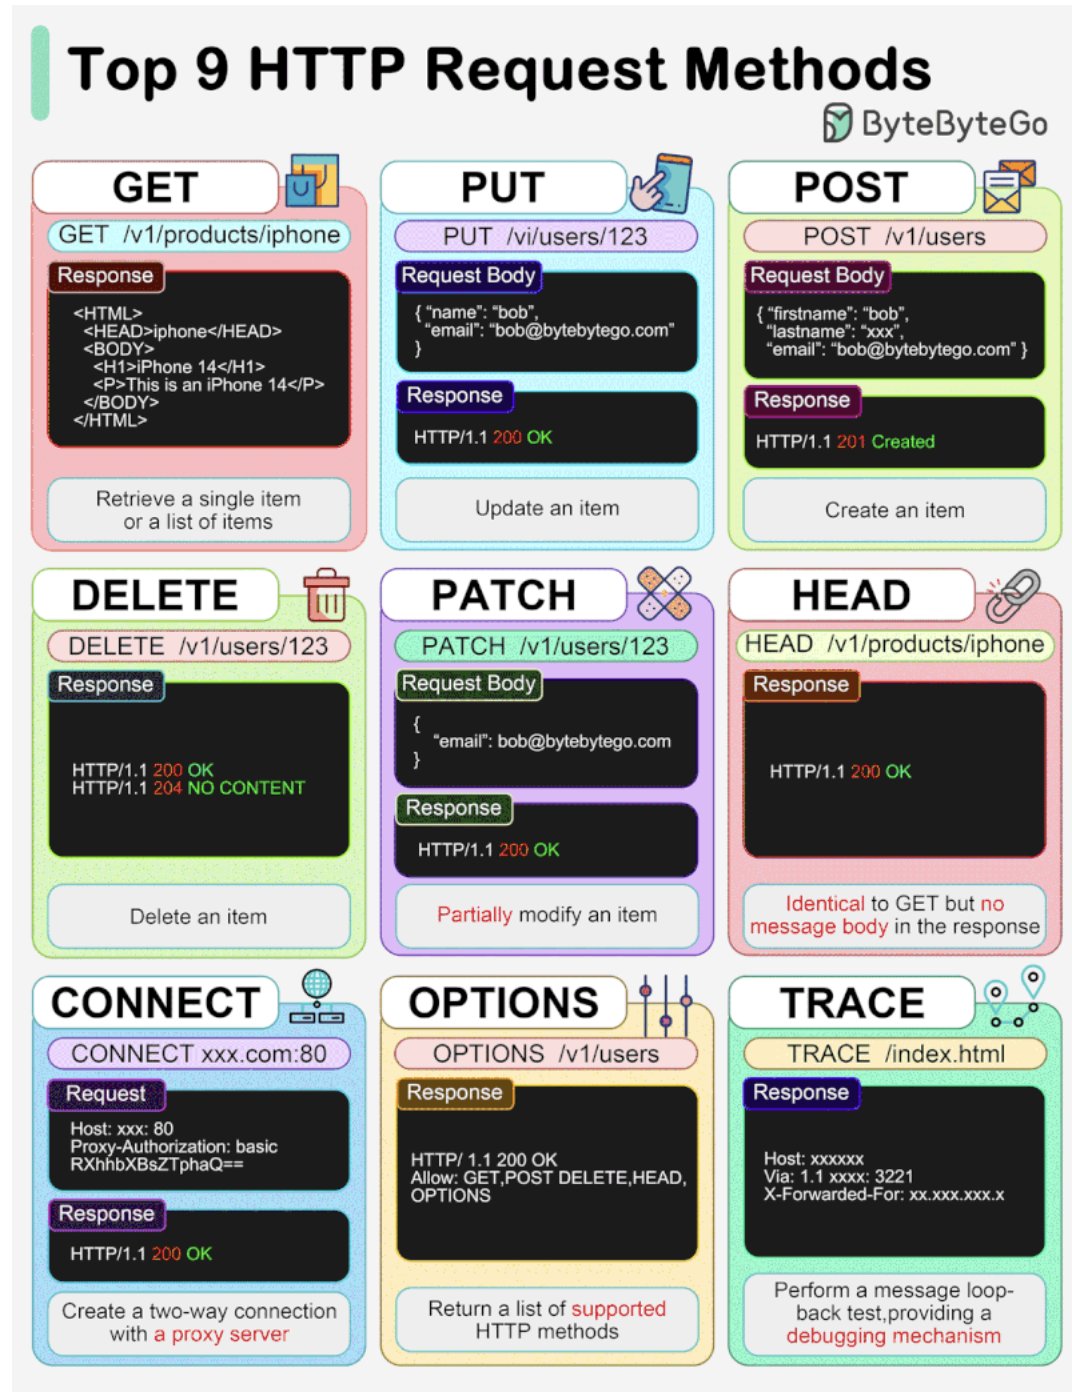 Top 9 HTTP Request Methods
ByteByteGo
GET
GET /v1/products/iphone
Response
<HTML>
<HEAD>iphone</HEAD>
<BODY>
<H1>iPhone 14</H1>
<P>This is an iPhone 14</P>
</BODY>
</HTML>
Retrieve a single item
or a list of items
PUT
PUT /vi/users/123
Request Body
{ “name”: “bob”,
“email”: “bob@bytebytego.com”
}
Response
HTTP/1.1 200 OK
Update an item
POST
POST /v1/users
Request Body
{ “firstname”: “bob”,
“lastname”: “xxx”,
“email”: “bob@bytebytego.com” }
Response
HTTP/1.1 201 Created
Create an item
DELETE
DELETE /v1/users/123
Response
HTTP/1.1 200 OK
HTTP/1.1 204 NO CONTENT
Delete an item
PATCH
PATCH /v1/users/123
Request Body
{
“email”: bob@bytebytego.com
}
Response
HTTP/1.1 200 OK
Partially modify an item
HEAD
HEAD /v1/products/iphone
Response
HTTP/1.1 200 OK
Identical to GET but no
message body in the response
CONNECT
CONNECT xxx.com:80
Request
Host: xxx: 80
Proxy-Authorization: basic
RXhhbXBsZTphaQ==
Response
HTTP/1.1 200 OK
Create a two-way connection
with a proxy server
OPTIONS
OPTIONS /v1/users
Response
HTTP/ 1.1 200 OK
Allow: GET,POST DELETE,HEAD,
OPTIONS
Return a list of supported
HTTP methods
TRACE
TRACE /index.html
Response
Host: xxxxxx
Via: 1.1 xxxx: 3221
X-Forwarded-For: xx.xxx.xxx.x
Perform a message loop-
back test,providing a
debugging mechanism